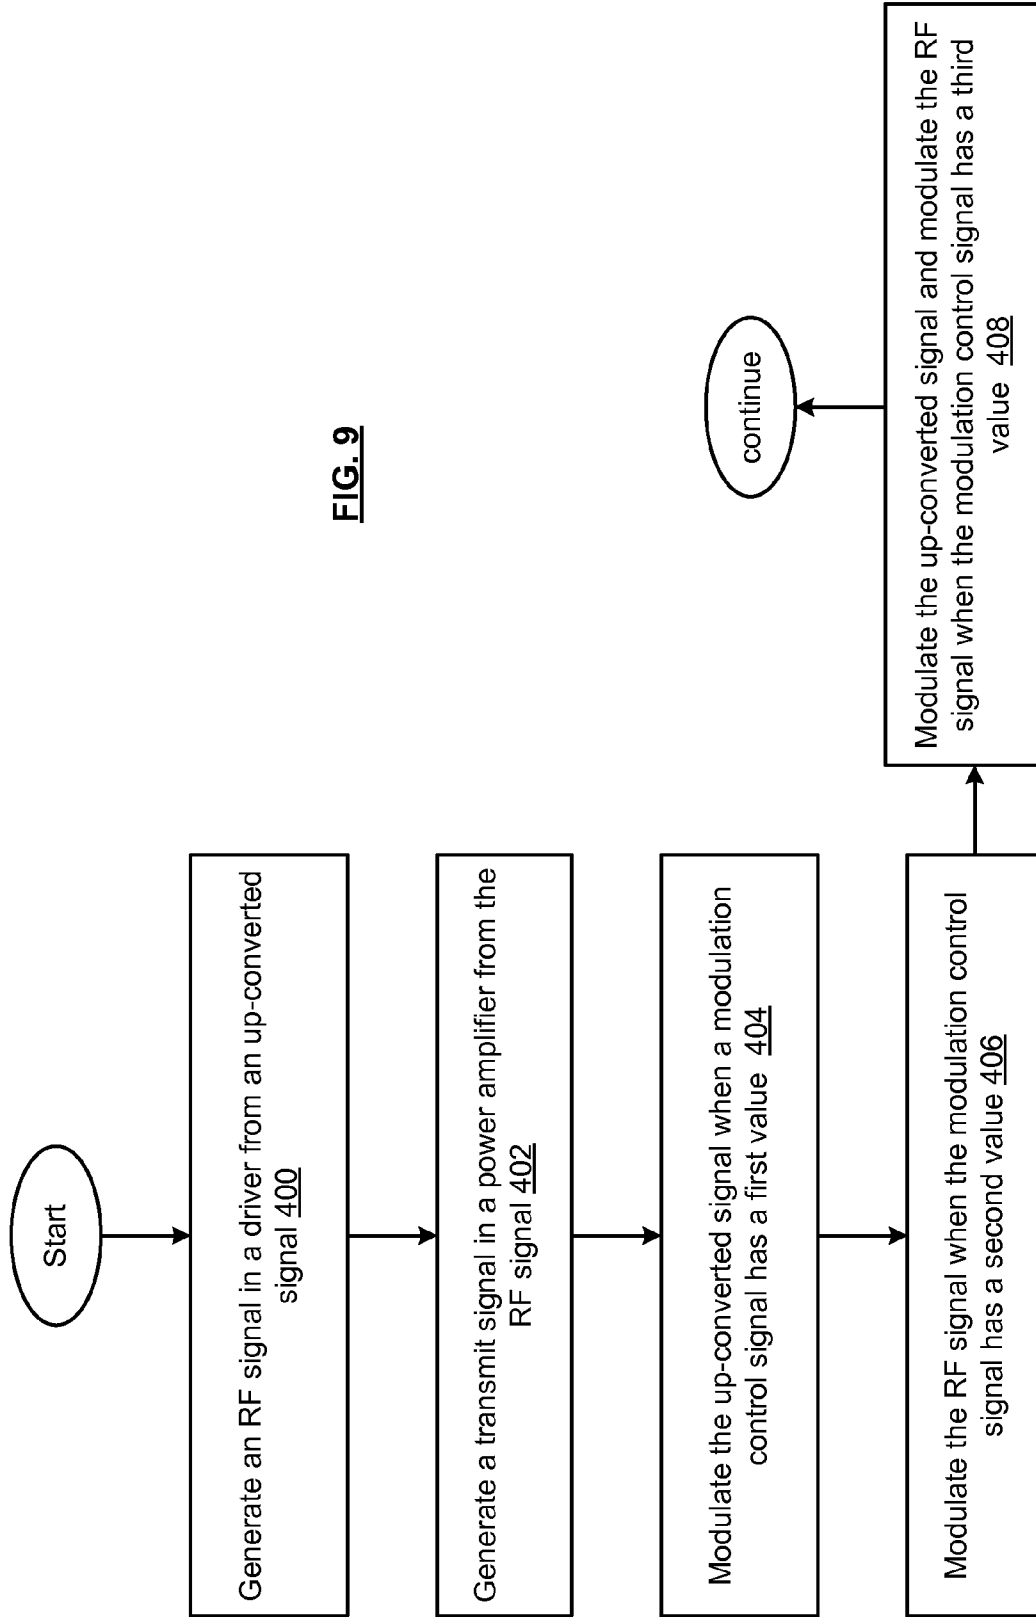 Start
Generate an RF signal in a driver from an up-converted
signal 400
Generate a transmit signal in a power amplifier from the
RF signal 402
Modulate the up-converted signal when a modulation
control signal has a first value 404
Modulate the RF signal when the modulation control
signal has a second value 406
Modulate the up-converted signal and modulate the RF
signal when the modulation control signal has a third
value 408
continue
FIG. 9